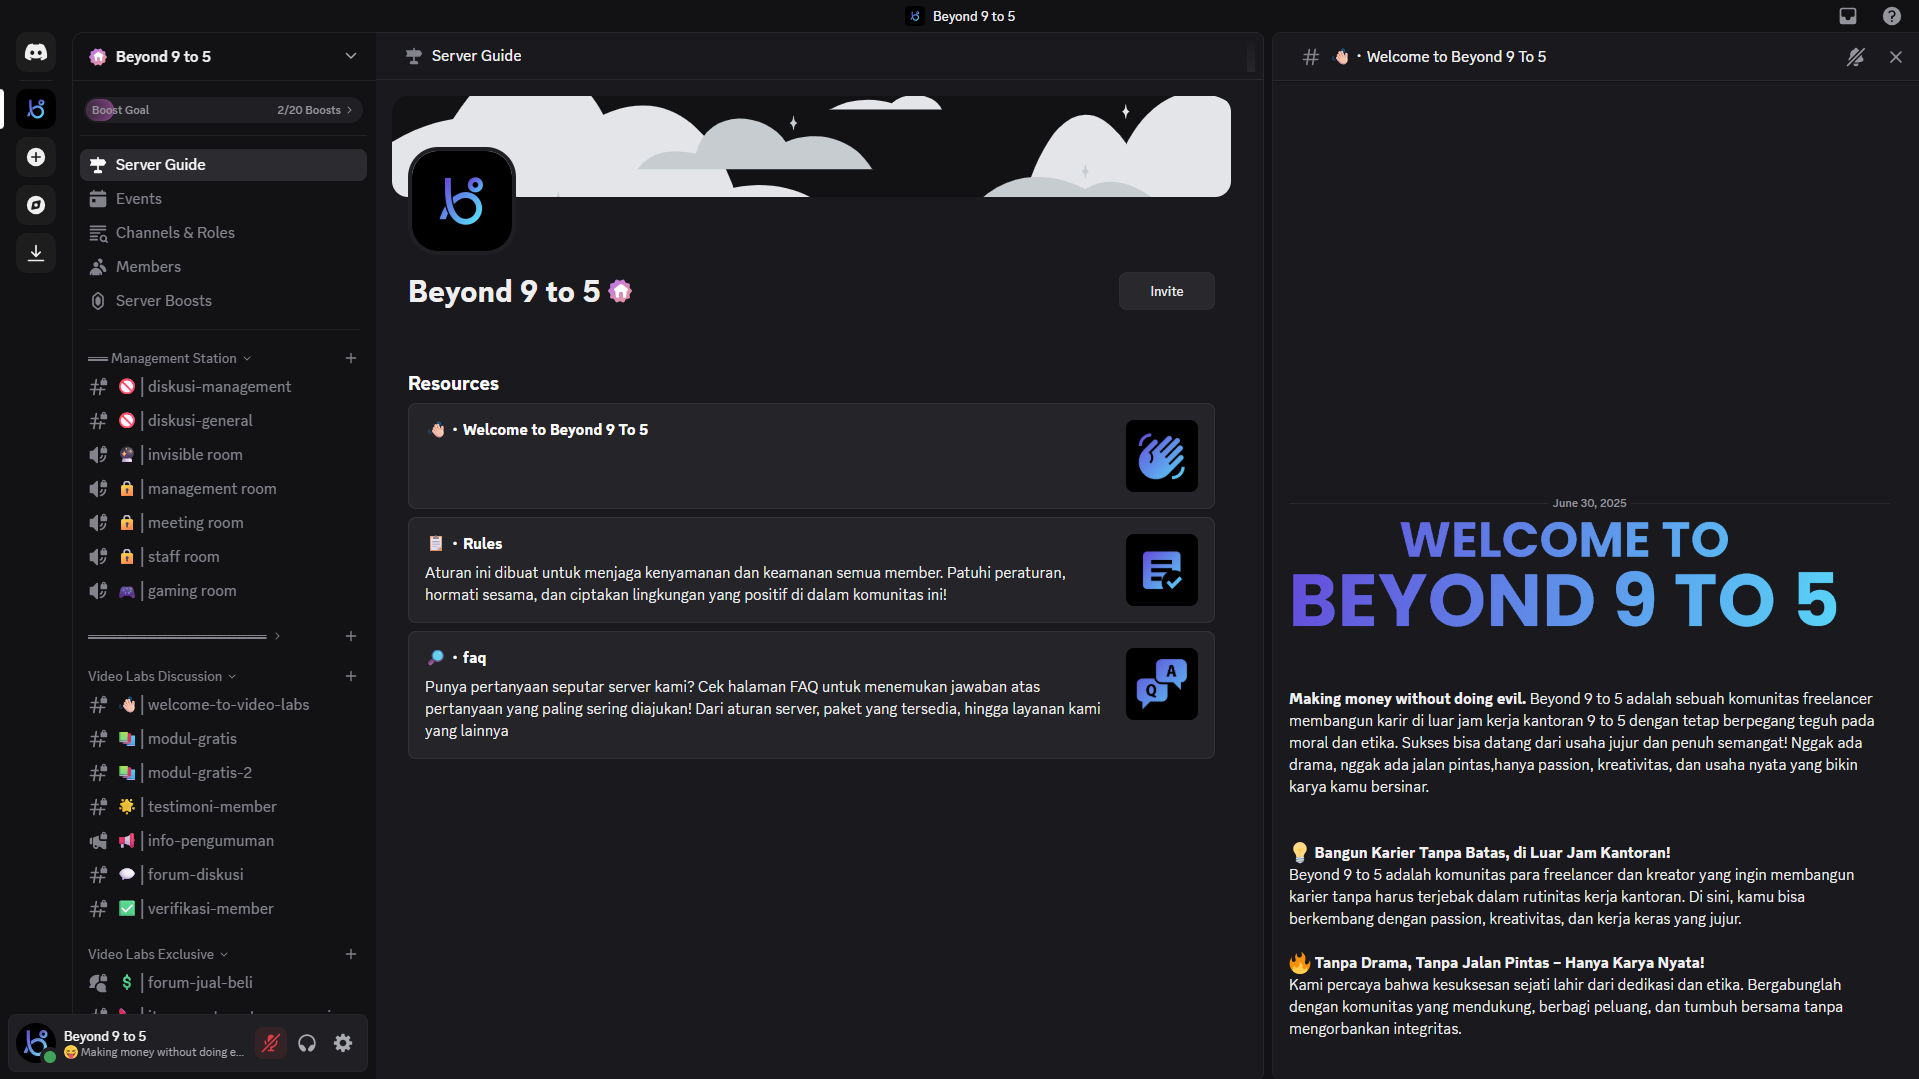 Beyond 9 to 5
Beyond 9 to 5
Boost Goal
2/20 Boosts
Server Guide
Events
Channels & Roles
Members
Server Boosts
Management Station
diskusi-management
diskusi-general
invisible room
management room
meeting room
staff room
gaming room
Video Labs Discussion
welcome-to-video-labs
modul-gratis
modul-gratis-2
testimoni-member
info-pengumuman
forum-diskusi
verifikasi-member
Video Labs Exclusive
forum-jual-beli
Beyond 9 to 5
Making money without doing e...
Server Guide
Beyond 9 to 5
Invite
Resources
• Welcome to Beyond 9 To 5
• Rules
Aturan ini dibuat untuk menjaga kenyamanan dan keamanan semua member. Patuhi peraturan,
hormati sesama, dan ciptakan lingkungan yang positif di dalam komunitas ini!
• faq
Punya pertanyaan seputar server kami? Cek halaman FAQ untuk menemukan jawaban atas
pertanyaan yang paling sering diajukan! Dari aturan server, paket yang tersedia, hingga layanan kami
yang lainnya
A
Q
• Welcome to Beyond 9 To 5
June 30, 2025
WELCOME TO
BEYOND 9 TO 5
Making money without doing evil. Beyond 9 to 5 adalah sebuah komunitas freelancer
membangun karir di luar jam kerja kantoran 9 to 5 dengan tetap berpegang teguh pada
moral dan etika. Sukses bisa datang dari usaha jujur dan penuh semangat! Nggak ada
drama, nggak ada jalan pintas,hanya passion, kreativitas, dan usaha nyata yang bikin
karya kamu bersinar.
Bangun Karier Tanpa Batas, di Luar Jam Kantoran!
Beyond 9 to 5 adalah komunitas para freelancer dan kreator yang ingin membangun
karier tanpa harus terjebak dalam rutinitas kerja kantoran. Di sini, kamu bisa
berkembang dengan passion, kreativitas, dan kerja keras yang jujur.
Tanpa Drama, Tanpa Jalan Pintas – Hanya Karya Nyata!
Kami percaya bahwa kesuksesan sejati lahir dari dedikasi dan etika. Bergabunglah
dengan komunitas yang mendukung, berbagi peluang, dan tumbuh bersama tanpa
mengorbankan integritas.